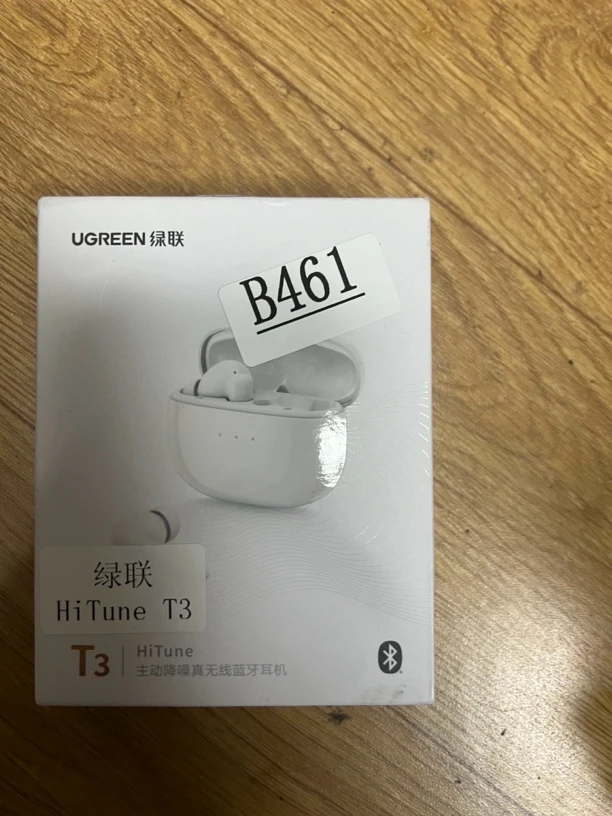 UGREEN 绿联
B461
绿联
HiTune T3
T3
HiTune
主动降噪真无线蓝牙耳机